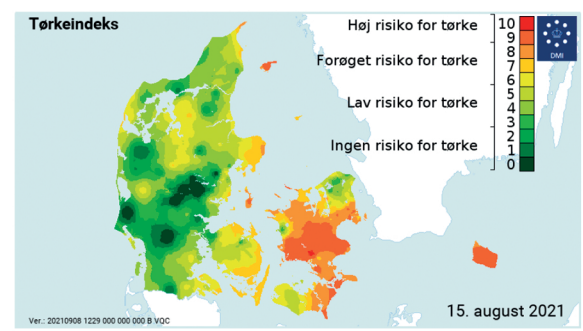 Tørkeindeks
Høj risiko for tørke
Forøget risiko for tørke
Lav risiko for tørke
Ingen risiko for tørke
10
9
8
7
6
5
4
3
2
1
0
DMI
15. august 2021
Ver.: 20210908 1229 000 000 000 B VQC